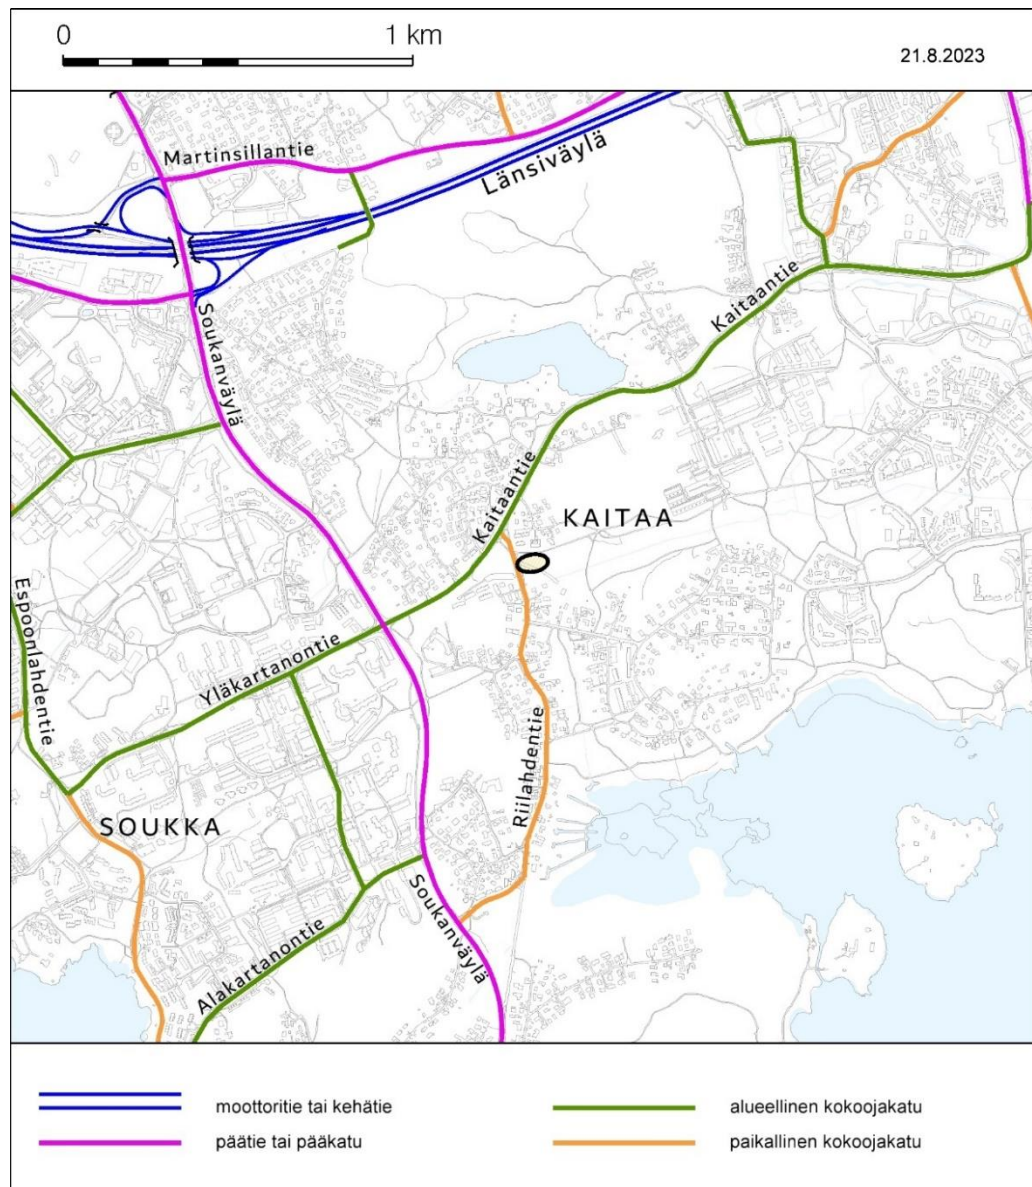 0
1 km
21.8.2023
Martinsillantie
Länsiväylä
Kaitaantie
Soukanväylä
Kaitaantie
KAITAA
Espoonlahdentie
Yläkartanontie
Riilahdentie
SOUKKA
Soukanväylä
Alakartanontie
moottoritie tai kehätie
alueellinen kokoojakatu
päätie tai pääkatu
paikallinen kokoojakatu